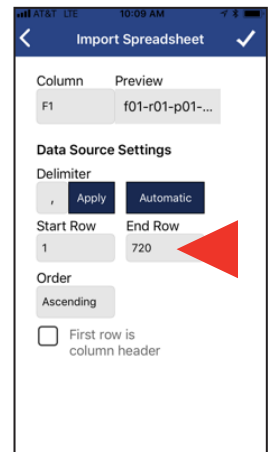 AT&T LTE 10:09 AM
Import Spreadsheet
Column Preview
F1 f01-r01-p01-...
Data Source Settings
Delimiter
, Apply Automatic
Start Row End Row
1 720
Order
Ascending
First row is
column header